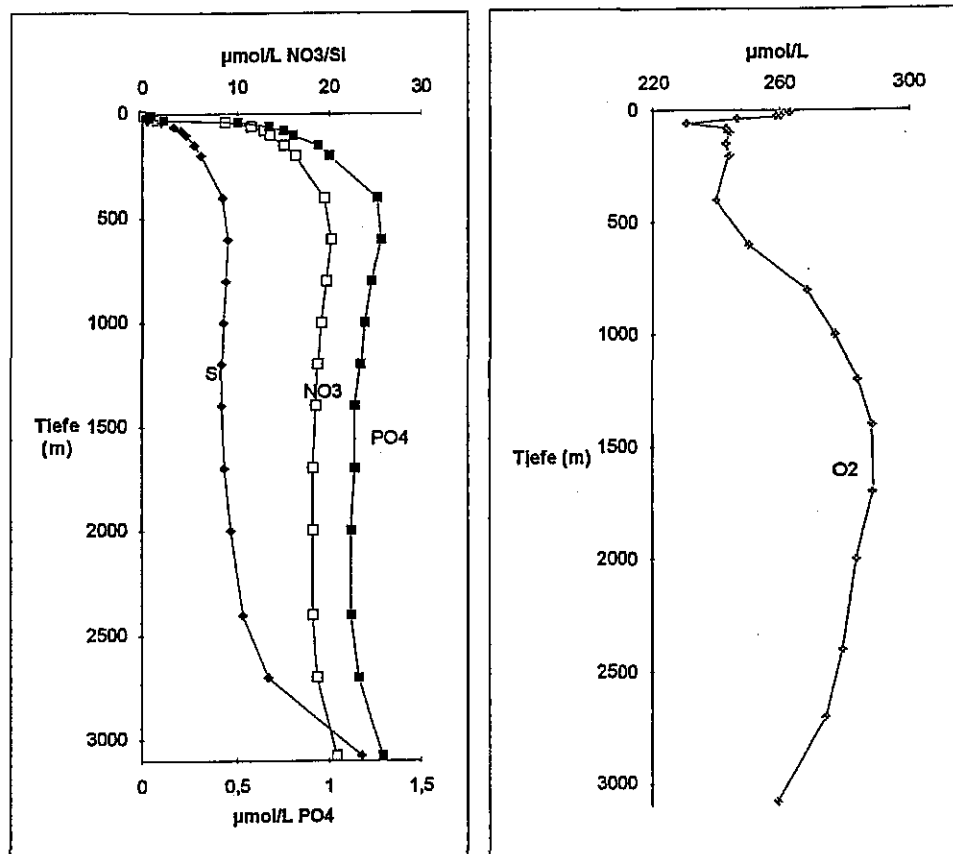 µmol/L NO3/Si
0 10 20 30
0
500
1000
1500
2000
2500
3000
Tiefe
(m)
Si
NO3
PO4
0 0,5 1 1,5
µmol/L PO4
µmol/L
220 260 300
0
500
1000
1500
2000
2500
3000
Tiefe (m)
O2